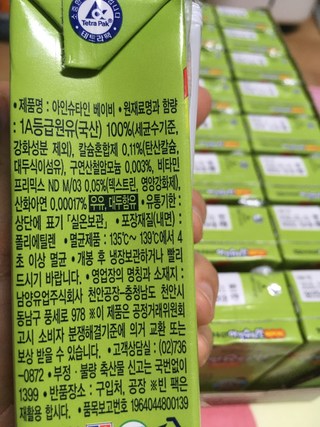 Tetra Pak
테트라팩
• 제품명 : 아인슈타인 베이비 • 원재료명과 함량
: 1A등급원유(국산) 100%(세균수기준,
강화성분 제외), 칼슘혼합제 0.11%(탄산칼슘,
대두식이섬유), 구연산철암모늄 0.003%, 비타민
프리믹스 ND M/03 0.05%(덱스트린, 영양강화제),
산화아연 0.00017% 우유, 대두함유 • 유통기한 :
상단에 표기 「실온보관」 • 포장재질(내면) :
폴리에틸렌 • 멸균제품 : 135℃~ 139℃에서 4
초 이상 멸균 • 개봉 후 냉장보관하거나 빨리
드시기 바랍니다. • 영업장의 명칭과 소재지 :
남양유업주식회사 천안공장-충청남도 천안시
동남구 풍세로 978 ※이 제품은 공정거래위원회
고시 소비자 분쟁해결기준에 의거 교환 또는
보상 받을 수 있습니다. • 고객상담실 : (02)736
-0872 • 부정 · 불량 축산물 신고는 국번없이
1399 • 반품장소 : 구입처, 공장 ※빈 팩은
재활용 합시다. • 품목보고번호 1964044800139